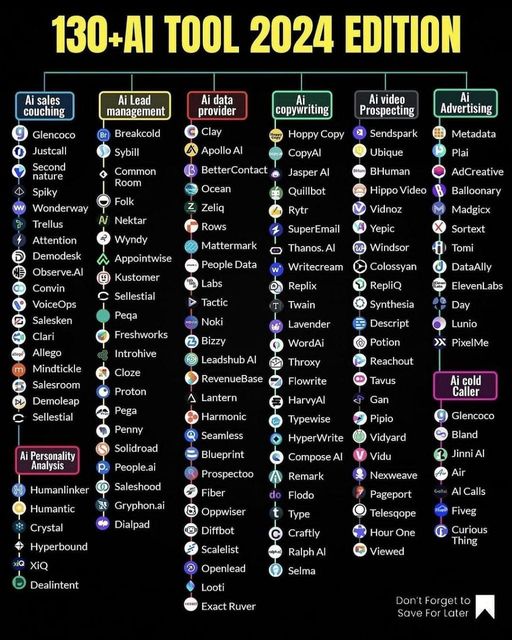 130+AI TOOL 2024 EDITION
Ai sales
couching
Glencoco
Justcall
Second
nature
Spiky
Wonderway
Trellus
Attention
Demodesk
Observe.AI
Convin
VoiceOps
Salesken
Clari
Allego
Mindtickle
Salesroom
Demoleap
Sellestial
Ai Personality
Analysis
Humanlinker
Humantic
Crystal
Hyperbound
XiQ
Dealintent
Ai Lead
management
Breakcold
Sybill
Common
Room
Folk
Nektar
Wyndy
Appointwise
Kustomer
Sellestial
Peqa
Freshworks
Introhive
Cloze
Proton
Pega
Penny
Solidroad
People.ai
Saleshood
Gryphon.ai
Dialpad
Ai data
provider
Clay
Apollo AI
BetterContact
Ocean
Zeliq
Rows
Mattermark
People Data
Labs
Tactic
Noki
Bizzy
Leadshub AI
RevenueBase
Lantern
Harmonic
Seamless
Blueprint
Prospectoo
Fiber
Oppwiser
Diffbot
Scalelist
Openlead
Looti
Exact Ruver
Ai
copywriting
Hoppy Copy
CopyAI
Jasper AI
Quillbot
Rytr
SuperEmail
Thanos. AI
Writecream
Replix
Twain
Lavender
WordAi
Throxy
Flowrite
HarvyAI
Typewise
HyperWrite
Compose AI
Remark
Flodo
Type
Craftly
Ralph AI
Selma
Ai video
Prospecting
Sendspark
Ubique
BHuman
Hippo Video
Vidnoz
Yepic
Windsor
Colossyan
RepliQ
Synthesia
Descript
Potion
Reachout
Tavus
Gan
Pipio
Vidyard
Vidu
Nexweave
Pageport
Telesqope
Hour One
Viewed
Ai
Advertising
Metadata
Plai
AdCreative
Balloonary
Madgicx
Sortext
Tomi
DataAlly
ElevenLabs
Day
Lunio
PixelMe
Ai cold
Caller
Glencoco
Bland
Jinni AI
Air
AI Calls
Fiveg
Curious
Thing
Don't Forget to
Save For Later